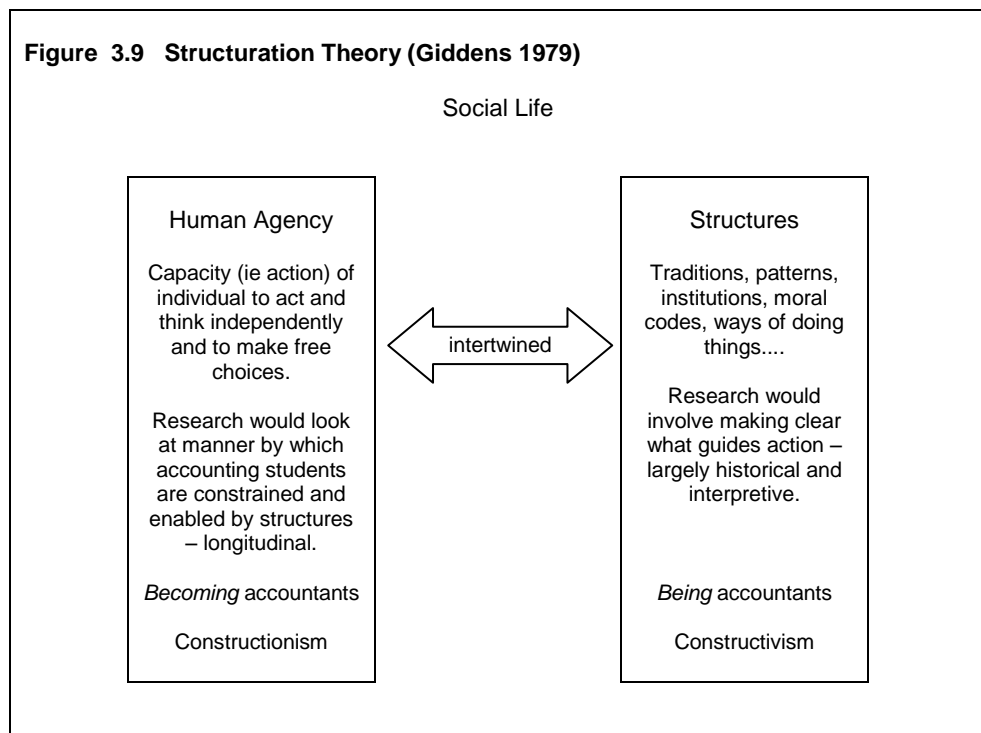 Figure 3.9 Structuration Theory (Giddens 1979)
Social Life
Human Agency
Capacity (ie action) of
individual to act and
think independently
and to make free
choices.
Research would look
at manner by which
accounting students
are constrained and
enabled by structures
– longitudinal.
Becoming accountants
Constructionism
intertwined
Structures
Traditions, patterns,
institutions, moral
codes, ways of doing
things....
Research would
involve making clear
what guides action –
largely historical and
interpretive.
Being accountants
Constructivism